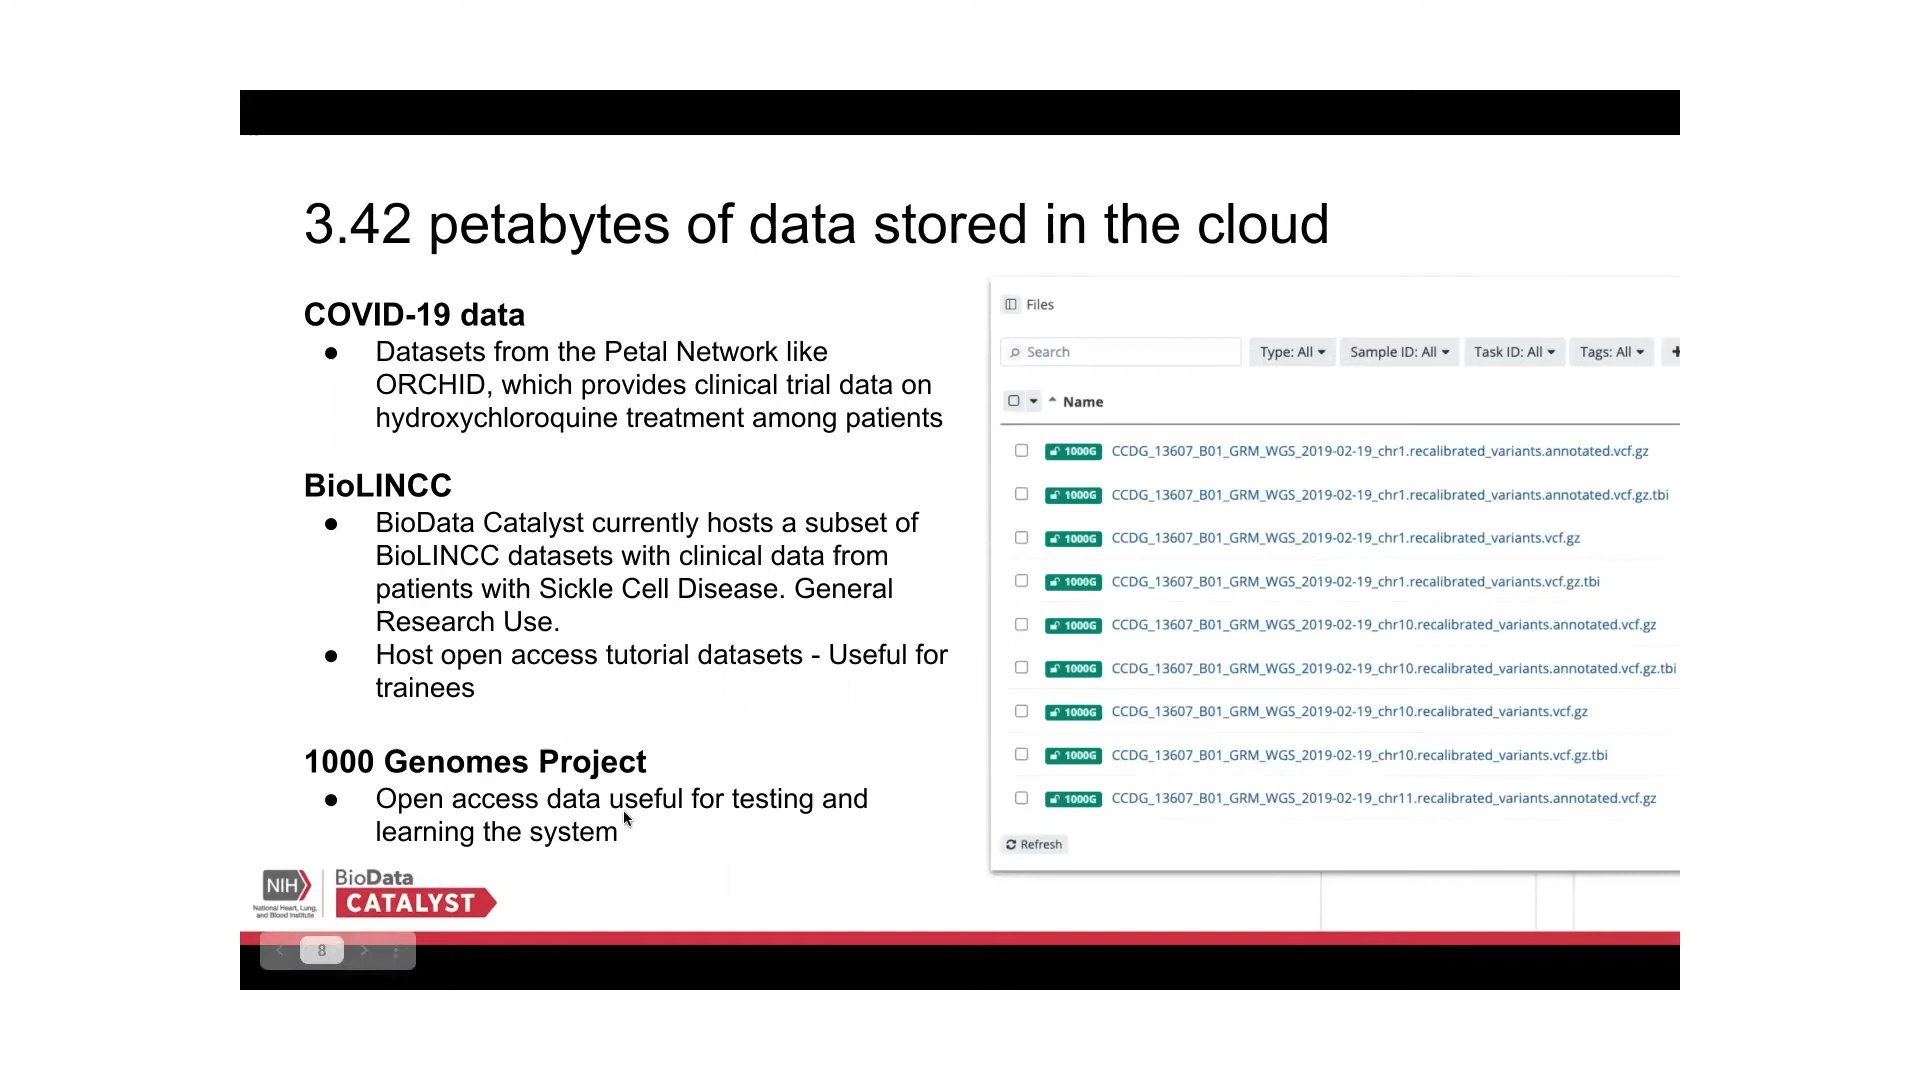 3.42 petabytes of data stored in the cloud
COVID-19 data
● Datasets from the Petal Network like
ORCHID, which provides clinical trial data on
hydroxychloroquine treatment among patients
BioLINCC
● BioData Catalyst currently hosts a subset of
BioLINCC datasets with clinical data from
patients with Sickle Cell Disease. General
Research Use.
● Host open access tutorial datasets - Useful for
trainees
1000 Genomes Project
● Open access data useful for testing and
learning the system
Files
Search
Type: All
Sample ID: All
Task ID: All
Tags: All
Name
1000G CCDG_13607_B01_GRM_WGS_2019-02-19_chr1.recalibrated_variants.annotated.vcf.gz
1000G CCDG_13607_B01_GRM_WGS_2019-02-19_chr1.recalibrated_variants.annotated.vcf.gz.tbi
1000G CCDG_13607_B01_GRM_WGS_2019-02-19_chr1.recalibrated_variants.vcf.gz
1000G CCDG_13607_B01_GRM_WGS_2019-02-19_chr1.recalibrated_variants.vcf.gz.tbi
1000G CCDG_13607_B01_GRM_WGS_2019-02-19_chr10.recalibrated_variants.annotated.vcf.gz
1000G CCDG_13607_B01_GRM_WGS_2019-02-19_chr10.recalibrated_variants.annotated.vcf.gz.tbi
1000G CCDG_13607_B01_GRM_WGS_2019-02-19_chr10.recalibrated_variants.vcf.gz
1000G CCDG_13607_B01_GRM_WGS_2019-02-19_chr10.recalibrated_variants.vcf.gz.tbi
1000G CCDG_13607_B01_GRM_WGS_2019-02-19_chr11.recalibrated_variants.annotated.vcf.gz
Refresh
NIH
National Heart, Lung,
and Blood Institute
BioData
CATALYST
8